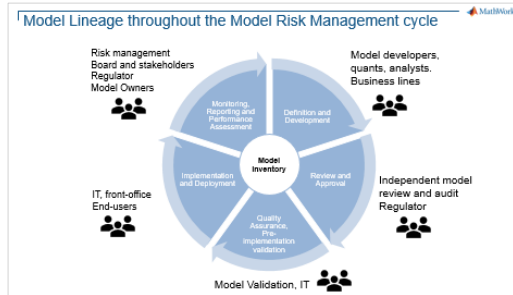 Model Lineage throughout the Model Risk Management cycle
MathWork
Risk management
Board and stakeholders
Regulator
Model Owners
Model developers,
quants, analysts.
Business lines
Monitoring,
Reporting and
Performance
Assessment
Definition and
Development
Model
Inventory
Implementation
and Deployment
Review and
Approval
IT, front-office
End-users
Independent model
review and audit
Regulator
Quality
Assurance,
Pre-
implementation
validation
Model Validation, IT